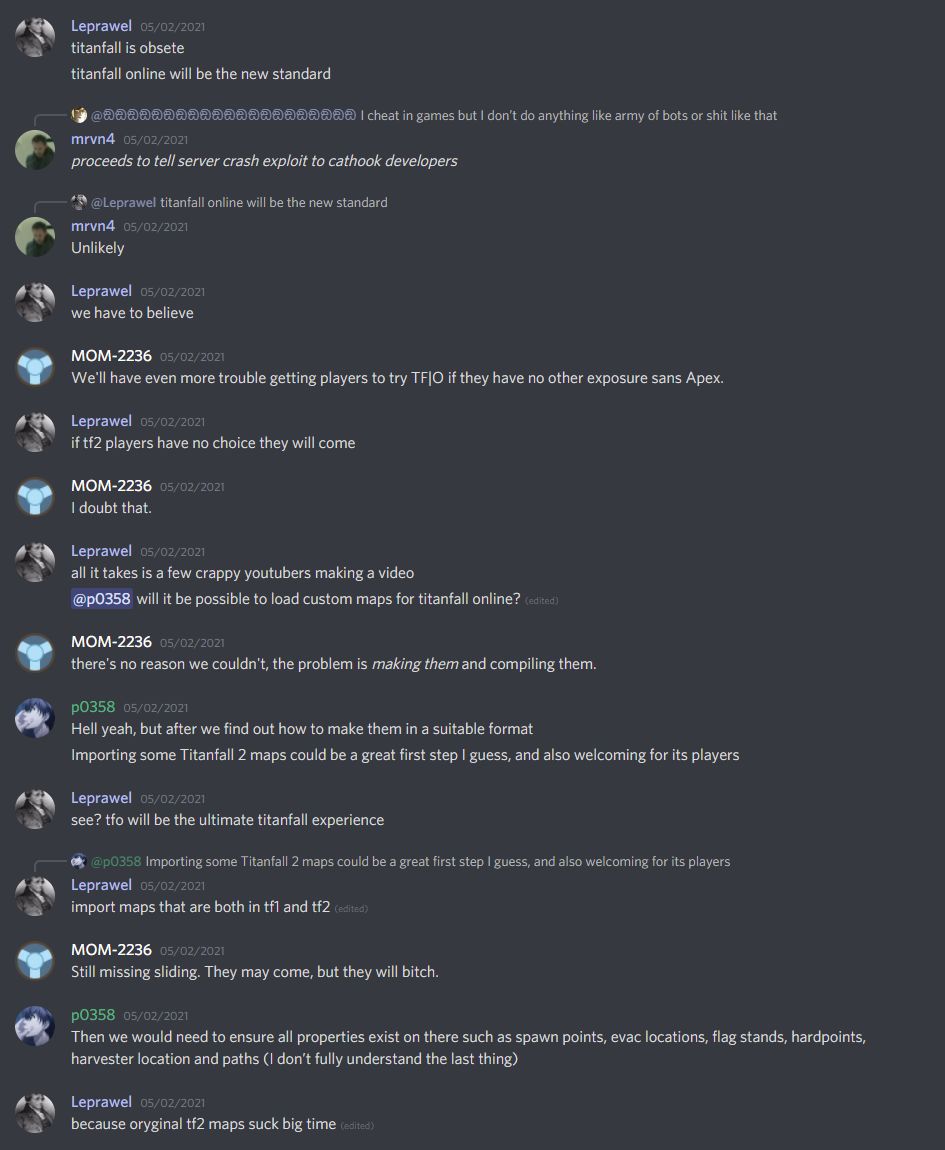 Leprawel 05/02/2021
titanfall is obsete
titanfall online will be the new standard
I cheat in games but I don't do anything like army of bots or shit like that
mrvn4 05/02/2021
proceeds to tell server crash exploit to cathook developers
@Leprawel titanfall online will be the new standard
mrvn4 05/02/2021
Unlikely
Leprawel 05/02/2021
we have to believe
MOM-2236 05/02/2021
We'll have even more trouble getting players to try TF|O if they have no other exposure sans Apex.
Leprawel 05/02/2021
if tf2 players have no choice they will come
MOM-2236 05/02/2021
I doubt that.
Leprawel 05/02/2021
all it takes is a few crappy youtubers making a video
@p0358 will it be possible to load custom maps for titanfall online? (edited)
MOM-2236 05/02/2021
there's no reason we couldn't, the problem is making them and compiling them.
p0358 05/02/2021
Hell yeah, but after we find out how to make them in a suitable format
Importing some Titanfall 2 maps could be a great first step I guess, and also welcoming for its players
Leprawel 05/02/2021
see? tfo will be the ultimate titanfall experience
@p0358 Importing some Titanfall 2 maps could be a great first step I guess, and also welcoming for its players
Leprawel 05/02/2021
import maps that are both in tf1 and tf2 (edited)
MOM-2236 05/02/2021
Still missing sliding. They may come, but they will bitch.
p0358 05/02/2021
Then we would need to ensure all properties exist on there such as spawn points, evac locations, flag stands, hardpoints,
harvester location and paths (I don't fully understand the last thing)
Leprawel 05/02/2021
because oryginal tf2 maps suck big time (edited)